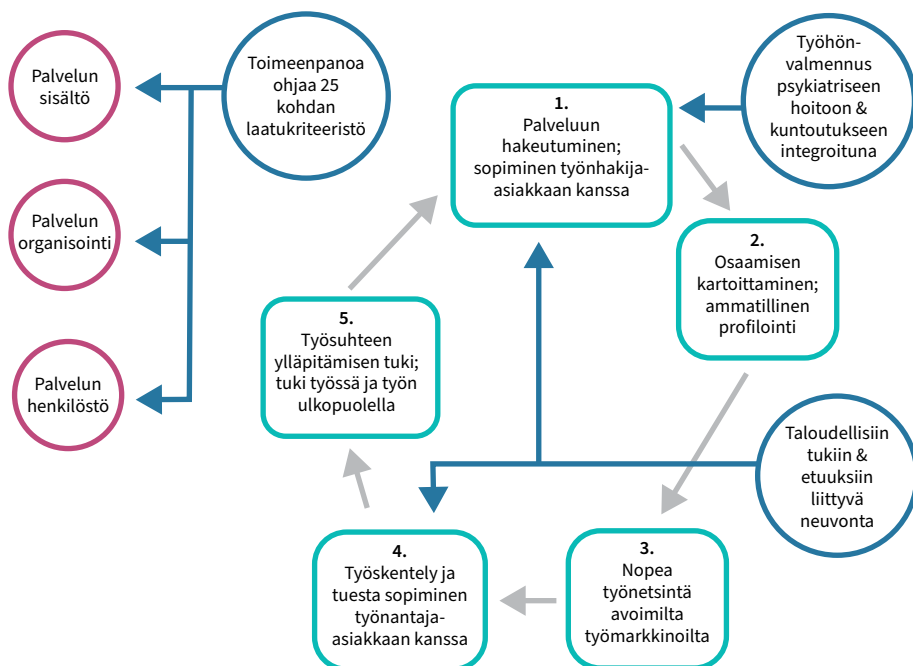 Palvelun
sisältö
Palvelun
organisointi
Palvelun
henkilöstö
Toimeenpanoa
ohjaa 25
kohdan
laatukriteeristö
1.
Palveluun
hakeutuminen;
sopiminen työnhakija-
asiakkaan kanssa
Työhön-
valmennus
psykiatriseen
hoitoon &
kuntoutukseen
integroituna
2.
Osaamisen
kartoittaminen;
ammatillinen
profilointi
5.
Työsuhteen
ylläpitämisen tuki;
tuki työssä ja työn
ulkopuolella
Taloudellisiin
tukiin &
etuuksiin
liittyvä
neuvonta
4.
Työskentely ja
tuesta sopiminen
työnantaja-
asiakkaan kanssa
3.
Nopea
työnetsintä
avoimilta
työmarkkinoilta